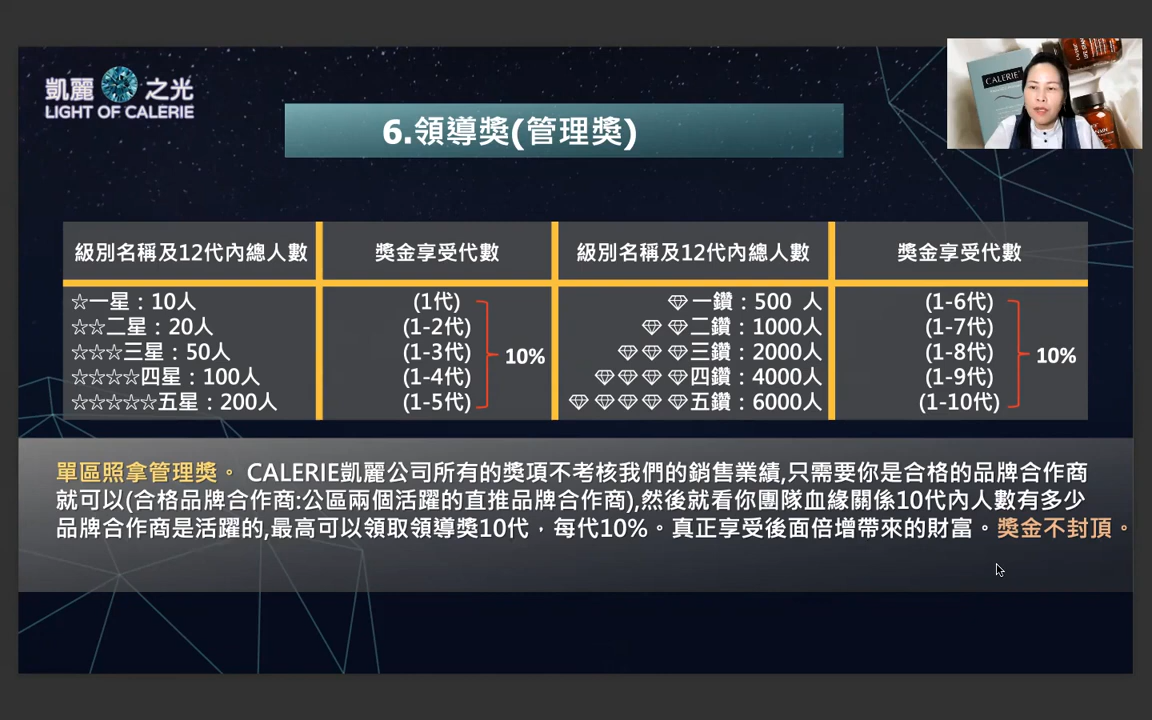 凱麗之光
LIGHT OF CALERIE
CALERIE
6.領導獎(管理獎)
級別名稱及12代內總人數 獎金享受代數 級別名稱及12代內總人數 獎金享受代數
☆一星：10人 (1代) 一鑽：500 人 (1-6代)
☆☆二星：20人 (1-2代) 二鑽：1000人 (1-7代)
☆☆☆三星：50人 (1-3代) 10% 三鑽：2000人 (1-8代) 10%
☆☆☆☆四星：100人 (1-4代) 四鑽：4000人 (1-9代)
☆☆☆☆☆五星：200人 (1-5代) 五鑽：6000人 (1-10代)
單區照拿管理獎。 CALERIE凱麗公司所有的獎項不考核我們的銷售業績,只需要你是合格的品牌合作商
就可以(合格品牌合作商:公區兩個活躍的直推品牌合作商),然後就看你團隊血緣關係10代內人數有多少
品牌合作商是活躍的,最高可以領取領導獎10代，每代10%。真正享受後面倍增帶來的財富。獎金不封頂。